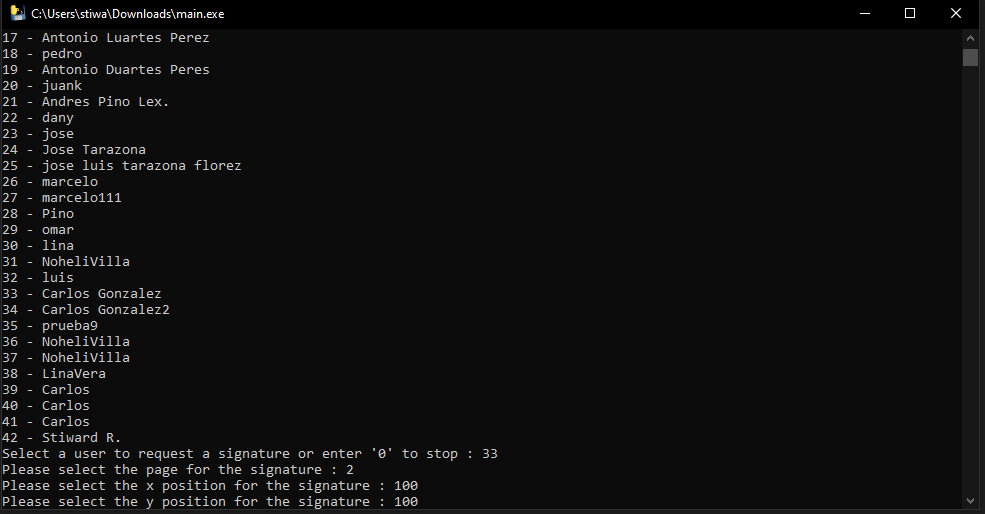 C:\Users\stiwa\Downloads\main.exe
17 - Antonio Luartes Perez
18 - pedro
19 - Antonio Duartes Peres
20 - juank
21 - Andres Pino Lex.
22 - dany
23 - jose
24 - Jose Tarazona
25 - jose luis tarazona florez
26 - marcelo
27 - marcelo111
28 - Pino
29 - omar
30 - lina
31 - NoheliVilla
32 - luis
33 - Carlos Gonzalez
34 - Carlos Gonzalez2
35 - prueba9
36 - NoheliVilla
37 - NoheliVilla
38 - LinaVera
39 - Carlos
40 - Carlos
41 - Carlos
42 - Stiward R.
Select a user to request a signature or enter '0' to stop : 33
Please select the page for the signature : 2
Please select the x position for the signature : 100
Please select the y position for the signature : 100